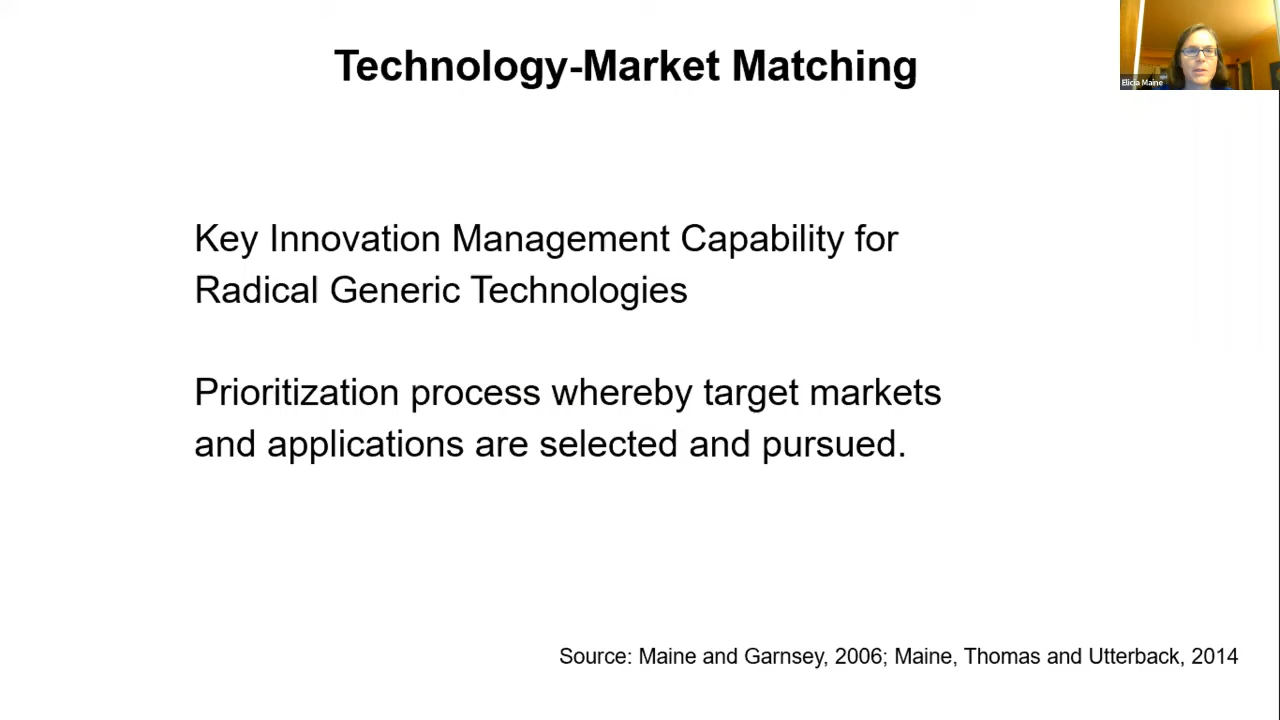 Technology-Market Matching
Elicia Maine
Key Innovation Management Capability for
Radical Generic Technologies
Prioritization process whereby target markets
and applications are selected and pursued.
Source: Maine and Garnsey, 2006; Maine, Thomas and Utterback, 2014